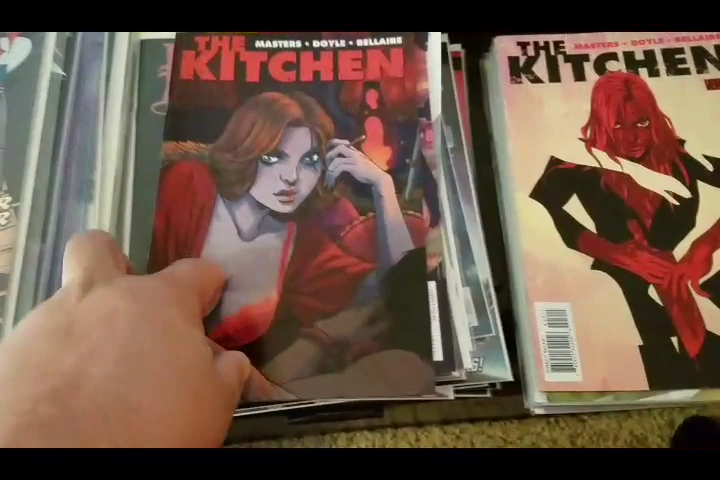 THE
MASTERS • DOYLE • BELLAIRE
KITCHEN
THE
MASTERS • DOYLE • BELLAIRE
KITCHEN